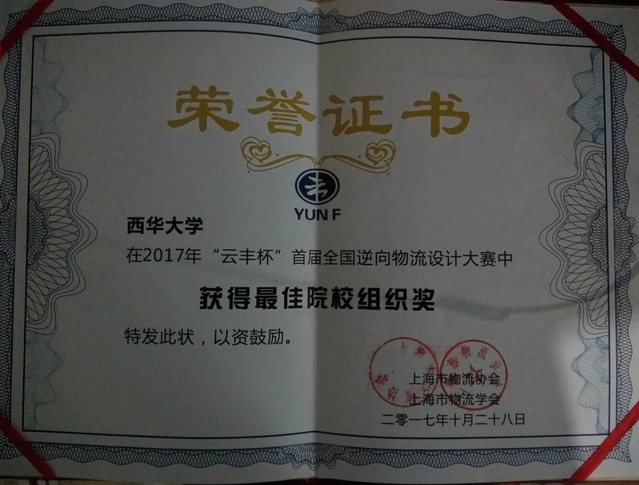 荣誉证书
YUN F
西华大学
在2017年“云丰杯”首届全国逆向物流设计大赛中
获得最佳院校组织奖
特发此状，以资鼓励。
上海市物流协会
上海市物流学会
二零一七年十月二十八日